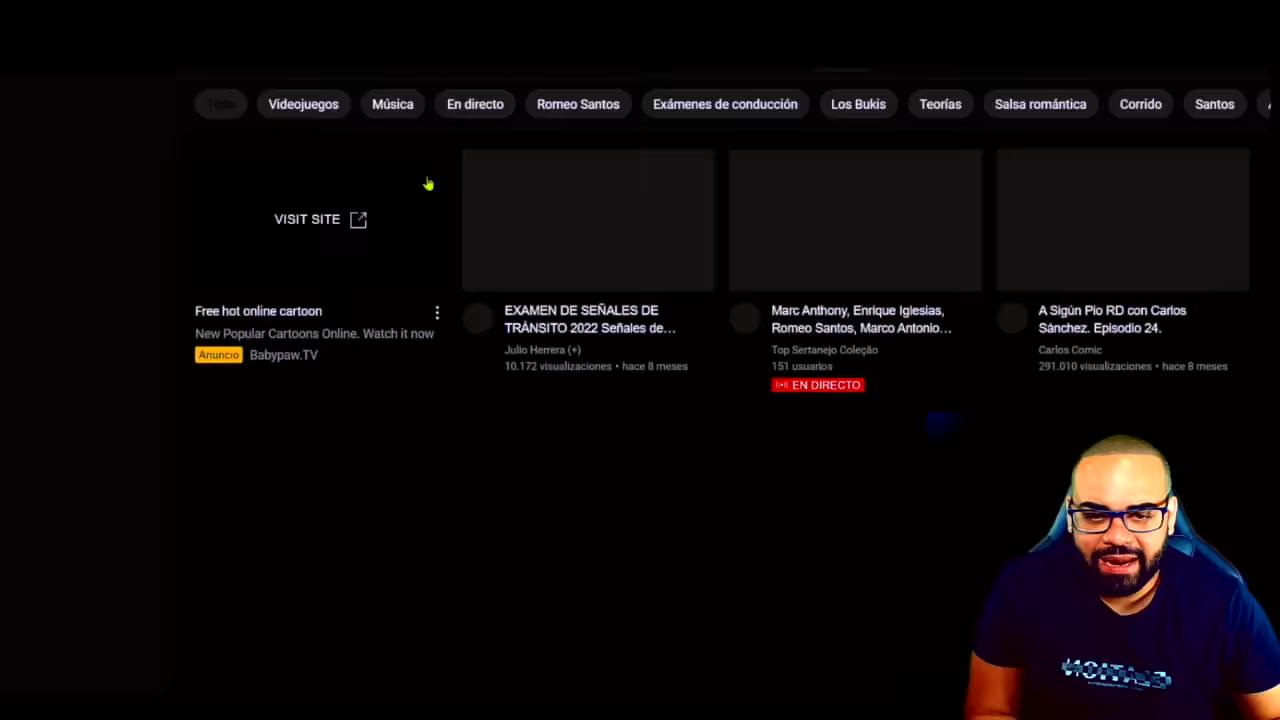 Todo Videojuegos Música En directo Romeo Santos Exámenes de conducción Los Bukis Teorías Salsa romántica Corrido Santos
VISIT SITE
Free hot online cartoon
New Popular Cartoons Online. Watch it now
Anuncio Babypaw.TV
EXAMEN DE SEÑALES DE
TRÁNSITO 2022 Señales de...
Julio Herrera (+)
10.172 visualizaciones • hace 8 meses
Marc Anthony, Enrique Iglesias,
Romeo Santos, Marco Antonio...
Top Sertanejo Coleção
151 usuarios
EN DIRECTO
A Sigún Pío RD con Carlos
Sánchez. Episodio 24.
Carlos Comic
291.010 visualizaciones • hace 8 meses